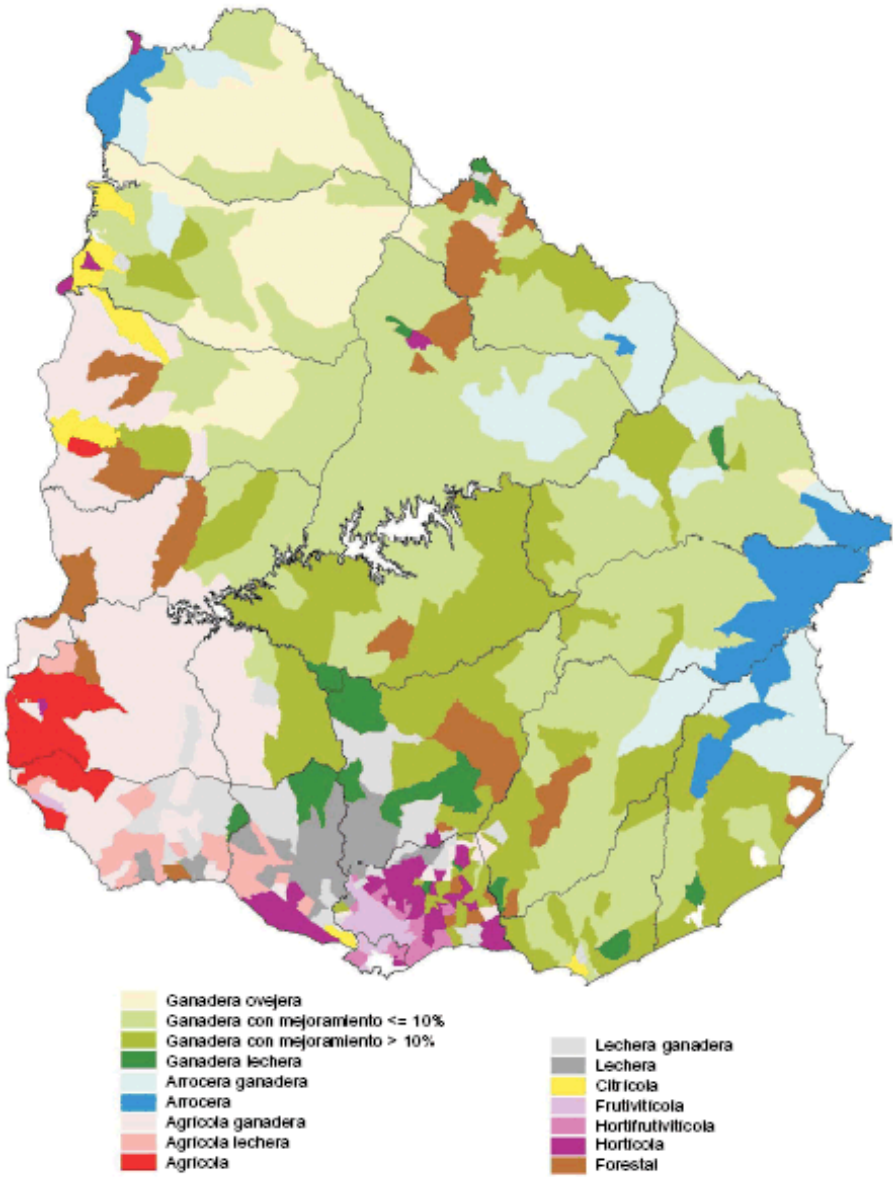 Ganadera ovejera
Ganadera con mejoramiento <= 10%
Ganadera con mejoramiento > 10%
Ganadera lechera
Arrocera ganadera
Arrocera
Agrícola ganadera
Agrícola lechera
Agrícola
Lechera ganadera
Lechera
Citrícola
Frutivitícola
Hortifrutivitícola
Hortícola
Forestal